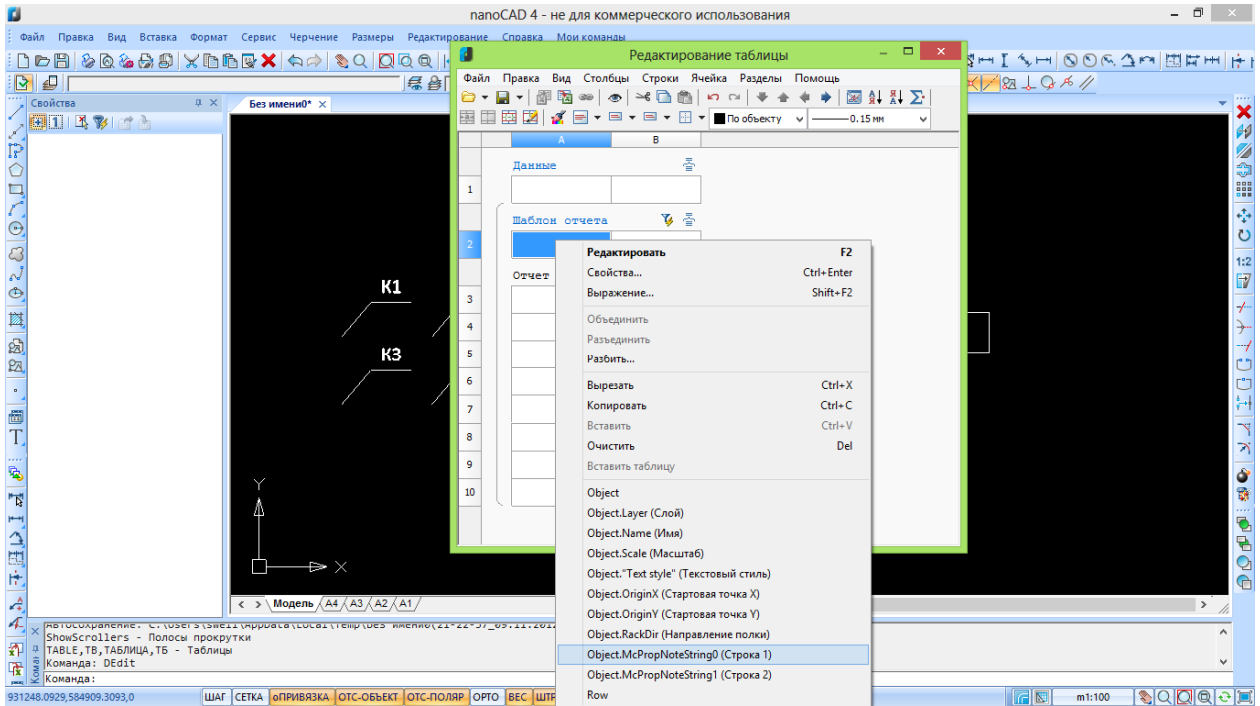 nanoCAD 4 - не для коммерческого использования
Файл Правка Вид Вставка Формат Сервис Черчение Размеры Редактирование Справка Мои команды
Свойства
Без имени0* ×
K1
K3
Y
X
Модель A4 A3 A2 A1
Редактирование таблицы
Файл Правка Вид Столбцы Строки Ячейка Разделы Помощь
По объекту 0.15 мм
A B
Данные
1
Шаблон отчета
2
Отчет
3
4
5
6
7
8
9
10
Редактировать F2
Свойства... Ctrl+Enter
Выражение... Shift+F2
Объединить
Разъединить
Разбить...
Вырезать Ctrl+X
Копировать Ctrl+C
Вставить Ctrl+V
Очистить Del
Вставить таблицу
Object
Object.Layer (Слой)
Object.Name (Имя)
Object.Scale (Масштаб)
Object."Text style" (Текстовый стиль)
Object.OriginX (Стартовая точка X)
Object.OriginY (Стартовая точка Y)
Object.RackDir (Направление полки)
Object.McPropNoteString0 (Строка 1)
Object.McPropNoteString1 (Строка 2)
Row
1:2
ShowScrollers - Полосы прокрутки
TABLE,TB,ТАБЛИЦА,ТБ - Таблицы
Команда: DEdit
Команда:
931248.0929,584909.3093,0 ШАГ СЕТКА оПРИВЯЗКА ОТС-ОБЪЕКТ ОТС-ПОЛЯР ОРТО ВЕС m1:100